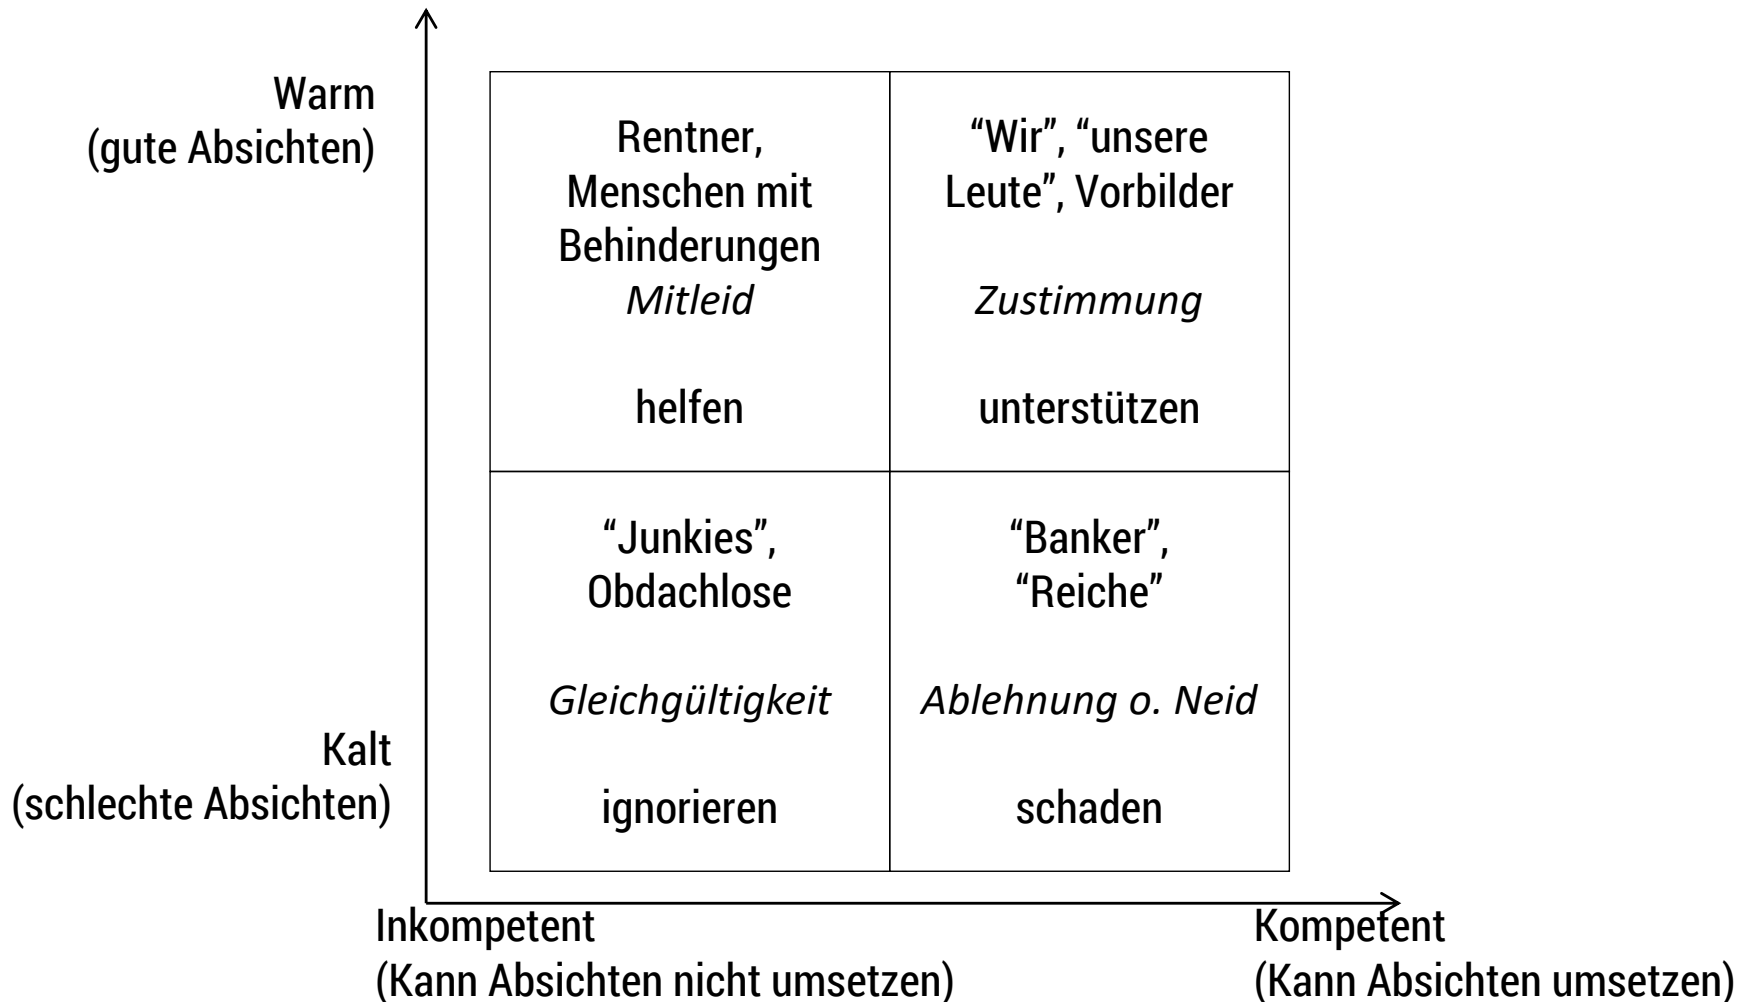 Warm
(gute Absichten)
Rentner,
Menschen mit
Behinderungen
Mitleid
helfen
“Wir”, “unsere
Leute”, Vorbilder
Zustimmung
unterstützen
“Junkies”,
Obdachlose
Gleichgültigkeit
ignorieren
“Banker”,
“Reiche”
Ablehnung o. Neid
schaden
Kalt
(schlechte Absichten)
Inkompetent
(Kann Absichten nicht umsetzen)
Kompetent
(Kann Absichten umsetzen)